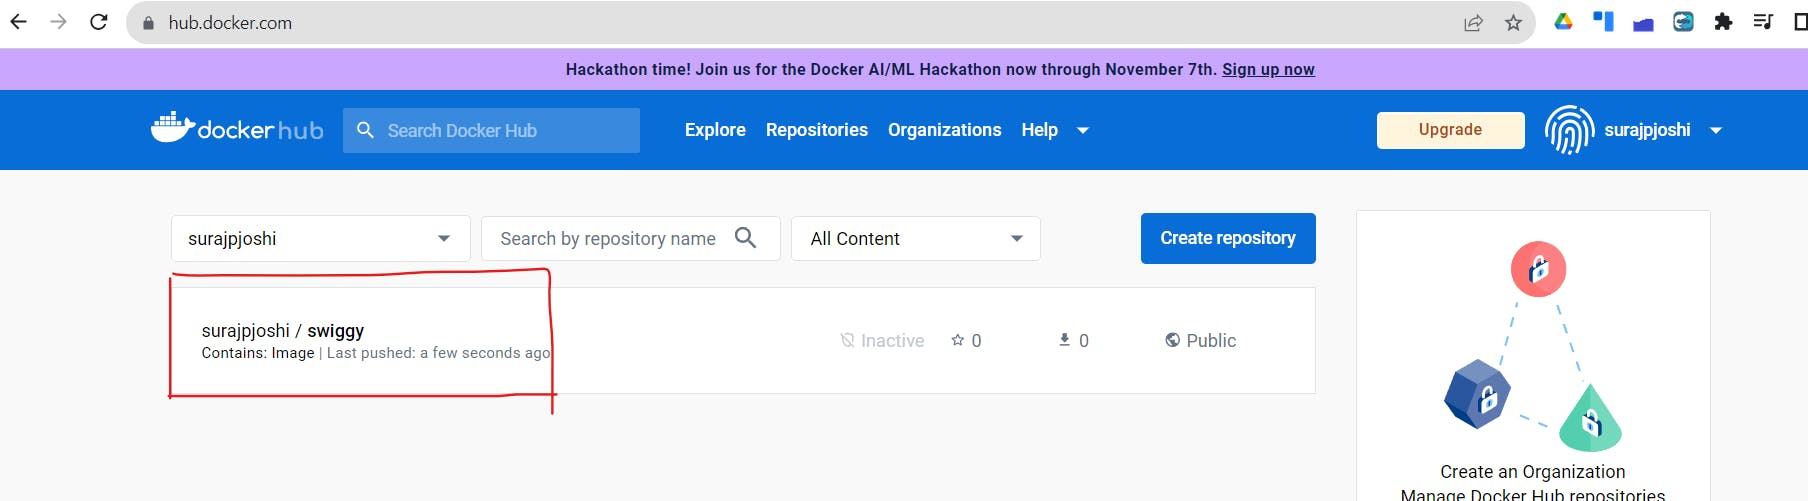 hub.docker.com
Hackathon time! Join us for the Docker AI/ML Hackathon now through November 7th. Sign up now
dockerhub
Search Docker Hub
Explore Repositories Organizations Help
Upgrade
surajpjoshi
surajpjoshi
Search by repository name
All Content
Create repository
surajpjoshi / swiggy
Contains: Image | Last pushed: a few seconds ago
Inactive
0
0
Public
Create an Organization
Manage Docker Hub repositories